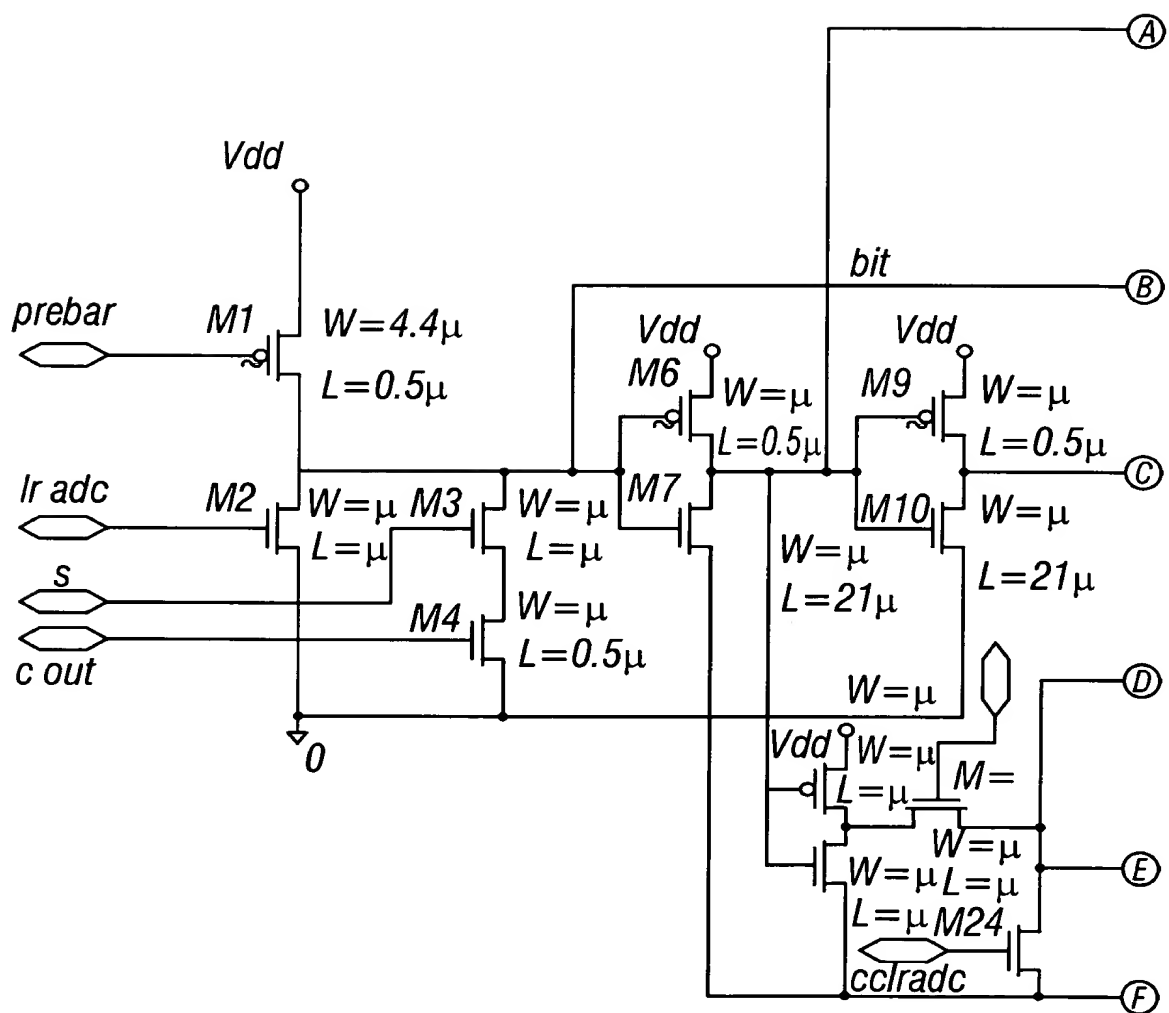 A
Vdd
bit
B
prebar
M1
W=4.4μ
L=0.5μ
Vdd
M6
W=μ
L=0.5μ
Vdd
M9
W=μ
L=0.5μ
C
lr adc
M2
W=μ
L=μ
M3
W=μ
L=μ
M7
W=μ
L=21μ
M10
W=μ
L=21μ
s
c out
M4
W=μ
L=0.5μ
W=μ
D
0
Vdd
W=μ
L=μ
M=
W=μ
L=μ
W=μ
L=μ
E
M24
cclradc
F